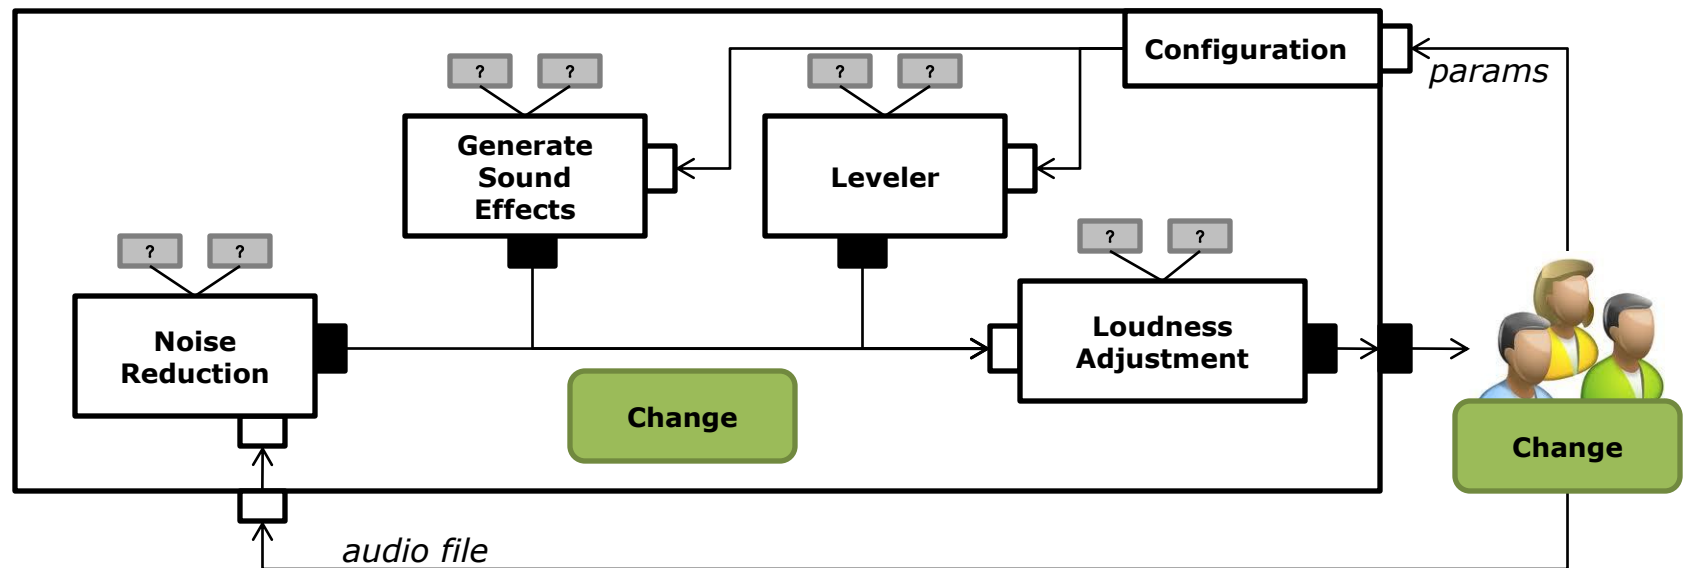 Configuration
params
?
?
?
?
Generate
Sound
Effects
Leveler
?
?
?
?
Noise
Reduction
Loudness
Adjustment
Change
Change
audio file